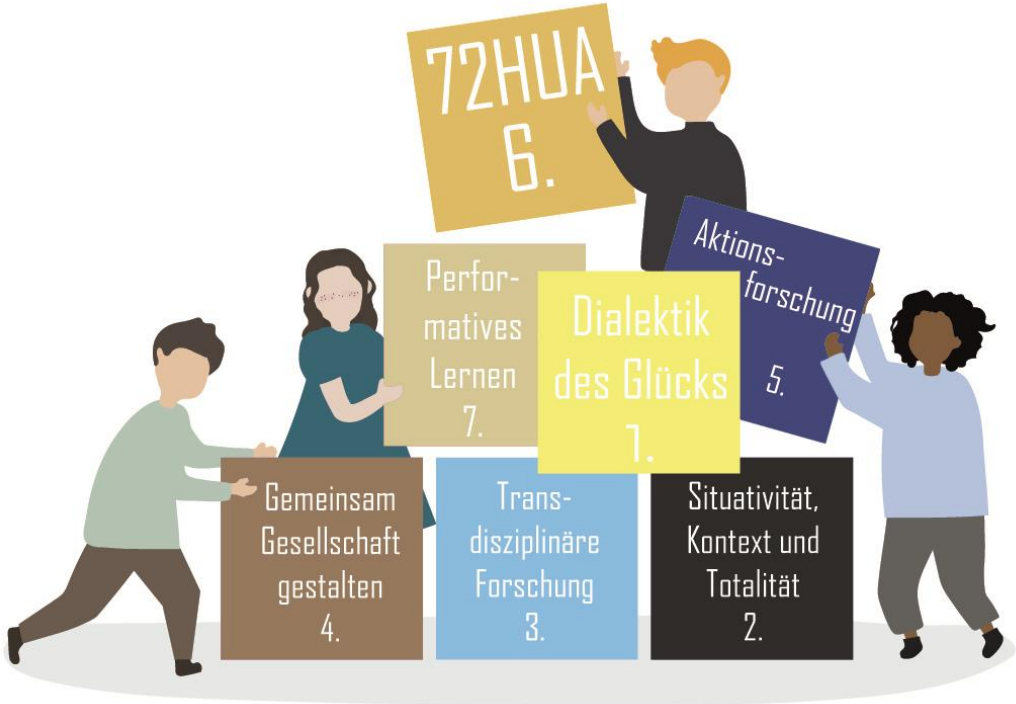 72HUA
6.
Perfor-
matives
Lernen
7.
Dialektik
des Glücks
1.
Aktions-
forschung
5.
Gemeinsam
Gesellschaft
gestalten
4.
Trans-
disziplinäre
Forschung
3.
Situativität,
Kontext und
Totalität
2.